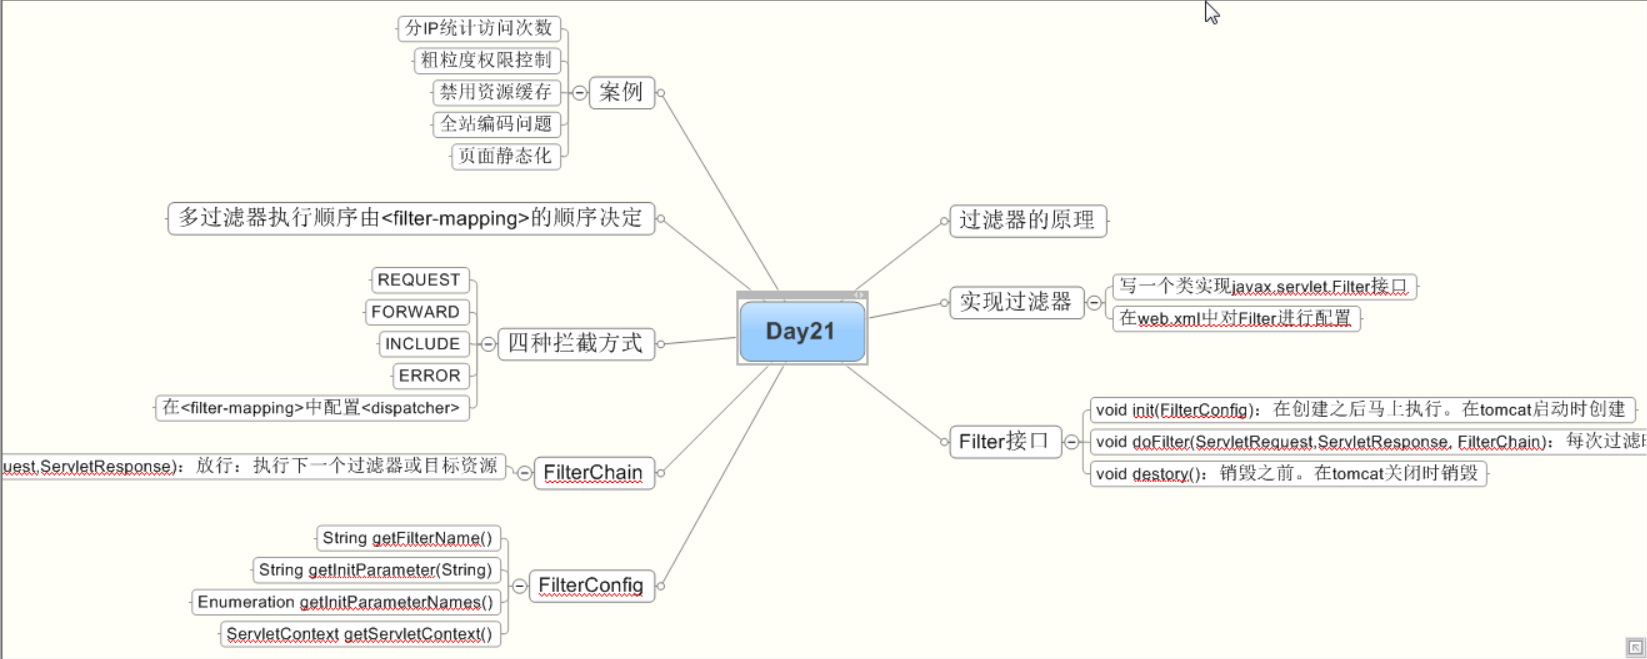 分IP统计访问次数
粗粒度权限控制
禁用资源缓存
全站编码问题
页面静态化
案例
多过滤器执行顺序由<filter-mapping>的顺序决定
REQUEST
FORWARD
INCLUDE
ERROR
在<filter-mapping>中配置<dispatcher>
四种拦截方式
uest,ServletResponse)：放行：执行下一个过滤器或目标资源
FilterChain
String getFilterName()
String getInitParameter(String)
Enumeration getInitParameterNames()
ServletContext getServletContext()
FilterConfig
Day21
过滤器的原理
实现过滤器
写一个类实现javax.servlet.Filter接口
在web.xml中对Filter进行配置
Filter接口
void init(FilterConfig)：在创建之后马上执行。在tomcat启动时创建
void doFilter(ServletRequest,ServletResponse, FilterChain)：每次过滤
void destory()：销毁之前。在tomcat关闭时销毁